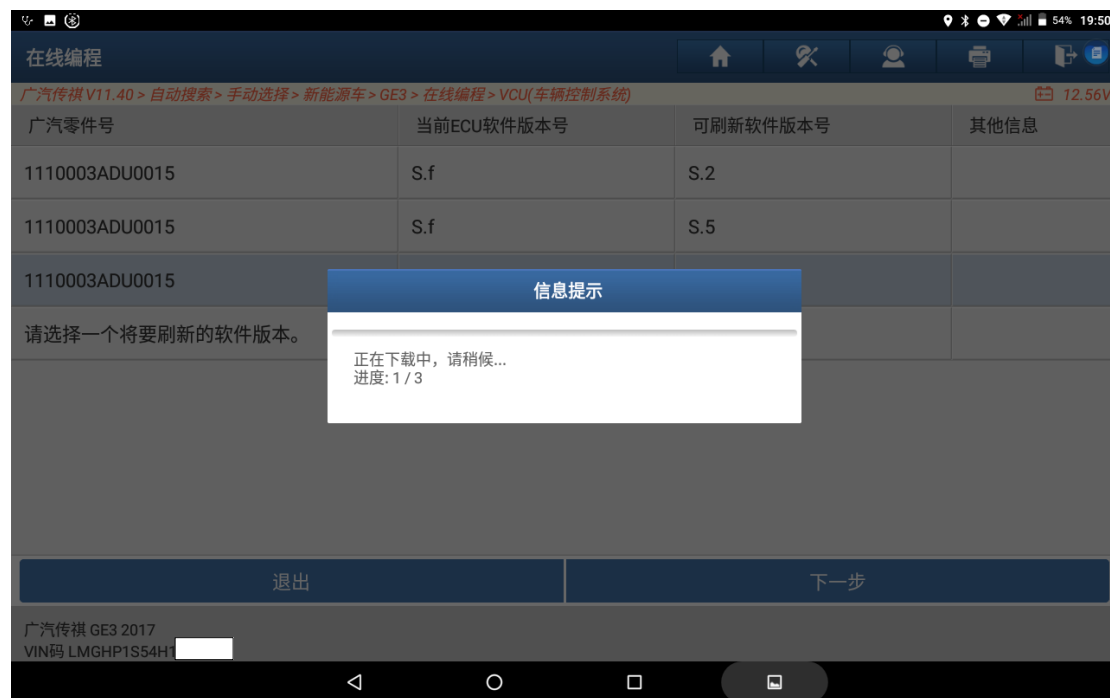 54% 19:50
在线编程
广汽传祺 V11.40 > 自动搜索 > 手动选择 > 新能源车 > GE3 > 在线编程 > VCU(车辆控制系统) 12.56V
广汽零件号 当前ECU软件版本号 可刷新软件版本号 其他信息
1110003ADU0015 S.f S.2
1110003ADU0015 S.f S.5
1110003ADU0015
信息提示
请选择一个将要刷新的软件版本。
正在下载中，请稍候...
进度: 1 / 3
退出 下一步
广汽传祺 GE3 2017
VIN码 LMGHP1S54H1